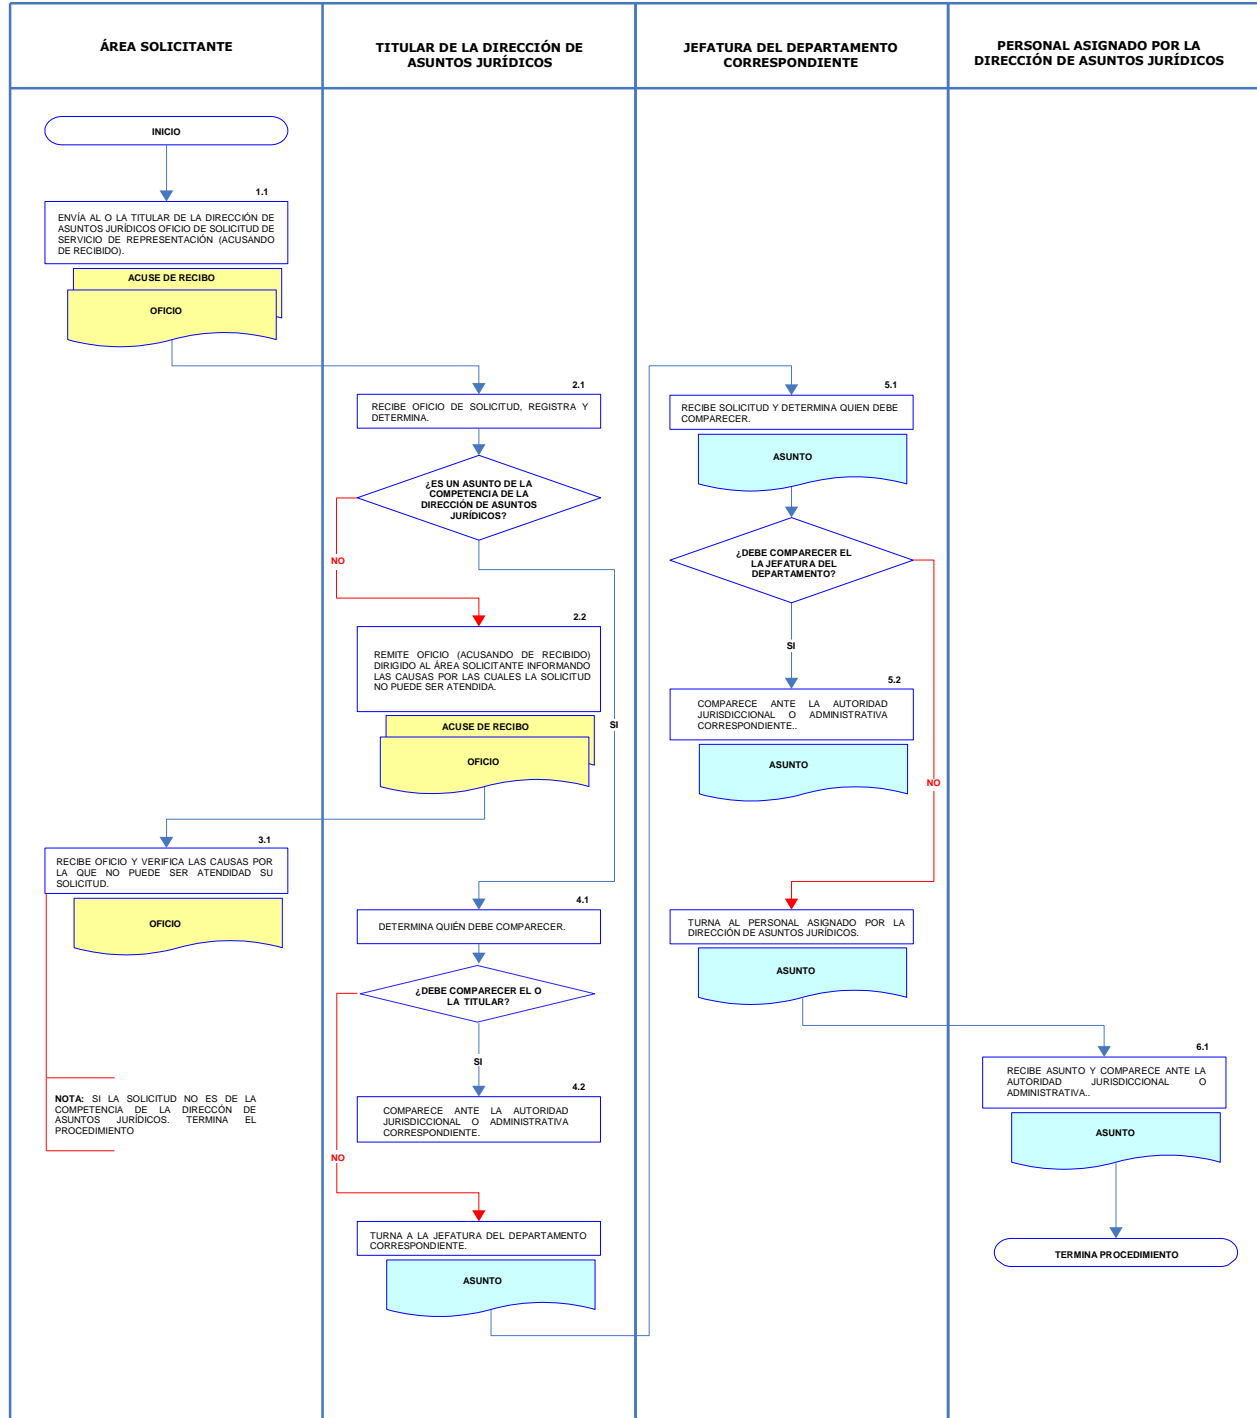 ÁREA SOLICITANTE
TITULAR DE LA DIRECCIÓN DE
ASUNTOS JURÍDICOS
JEFATURA DEL DEPARTAMENTO
CORRESPONDIENTE
PERSONAL ASIGNADO POR LA
DIRECCIÓN DE ASUNTOS JURÍDICOS
INICIO
1.1
ENVÍA AL O LA TITULAR DE LA DIRECCIÓN DE
ASUNTOS JURÍDICOS OFICIO DE SOLICITUD DE
SERVICIO DE REPRESENTACIÓN (ACUSANDO
DE RECIBIDO).
ACUSE DE RECIBO
OFICIO
2.1
RECIBE OFICIO DE SOLICITUD, REGISTRA Y
DETERMINA.
¿ES UN ASUNTO DE LA
COMPETENCIA DE LA
DIRECCIÓN DE ASUNTOS
JURÍDICOS?
NO
SI
2.2
REMITE OFICIO (ACUSANDO DE RECIBIDO)
DIRIGIDO AL ÁREA SOLICITANTE INFORMANDO
LAS CAUSAS POR LAS CUALES LA SOLICITUD
NO PUEDE SER ATENDIDA.
ACUSE DE RECIBO
OFICIO
3.1
RECIBE OFICIO Y VERIFICA LAS CAUSAS POR
LA QUE NO PUEDE SER ATENDIDAD SU
SOLICITUD.
OFICIO
NOTA: SI LA SOLICITUD NO ES DE LA
COMPETENCIA DE LA DIRECCÓN DE
ASUNTOS JURÍDICOS. TERMINA EL
PROCEDIMIENTO
4.1
DETERMINA QUIÉN DEBE COMPARECER.
¿DEBE COMPARECER EL O
LA TITULAR?
SI
NO
4.2
COMPARECE ANTE LA AUTORIDAD
JURISDICCIONAL O ADMINISTRATIVA
CORRESPONDIENTE.
TURNA A LA JEFATURA DEL DEPARTAMENTO
CORRESPONDIENTE.
ASUNTO
5.1
RECIBE SOLICITUD Y DETERMINA QUIEN DEBE
COMPARECER.
ASUNTO
¿DEBE COMPARECER EL
LA JEFATURA DEL
DEPARTAMENTO?
SI
NO
5.2
COMPARECE ANTE LA AUTORIDAD
JURISDICCIONAL O ADMINISTRATIVA
CORRESPONDIENTE..
ASUNTO
TURNA AL PERSONAL ASIGNADO POR LA
DIRECCIÓN DE ASUNTOS JURÍDICOS.
ASUNTO
6.1
RECIBE ASUNTO Y COMPARECE ANTE LA
AUTORIDAD JURISDICCIONAL O
ADMINISTRATIVA..
ASUNTO
TERMINA PROCEDIMIENTO